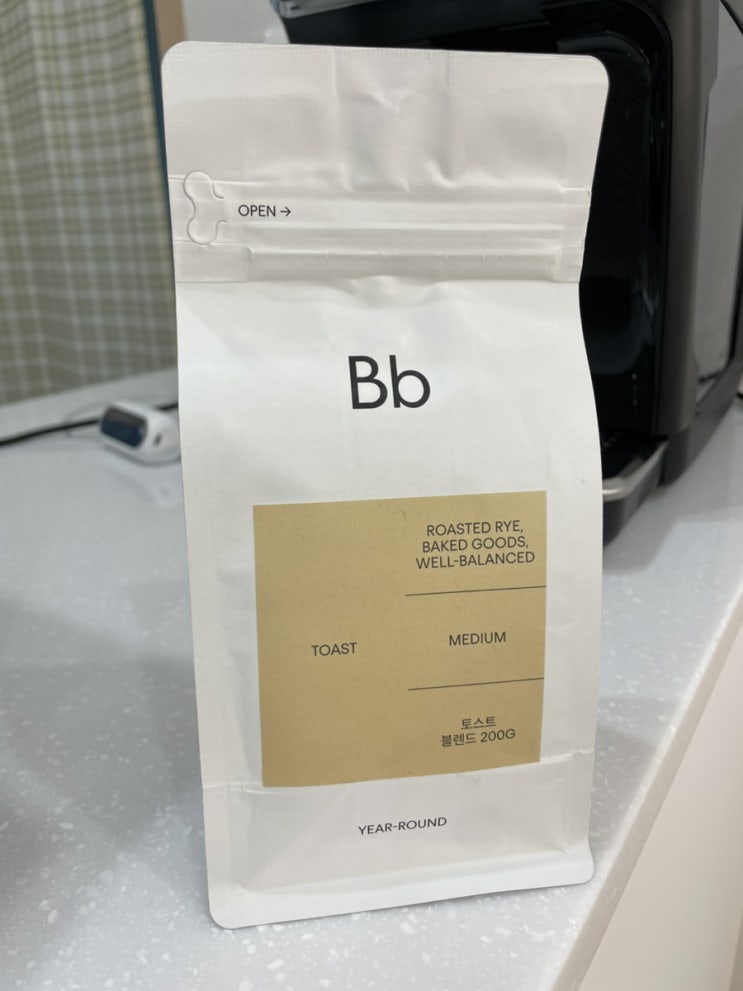 OPEN →
Bb
ROASTED RYE,
BAKED GOODS,
WELL-BALANCED
TOAST
MEDIUM
토스트
블렌드 200G
YEAR-ROUND